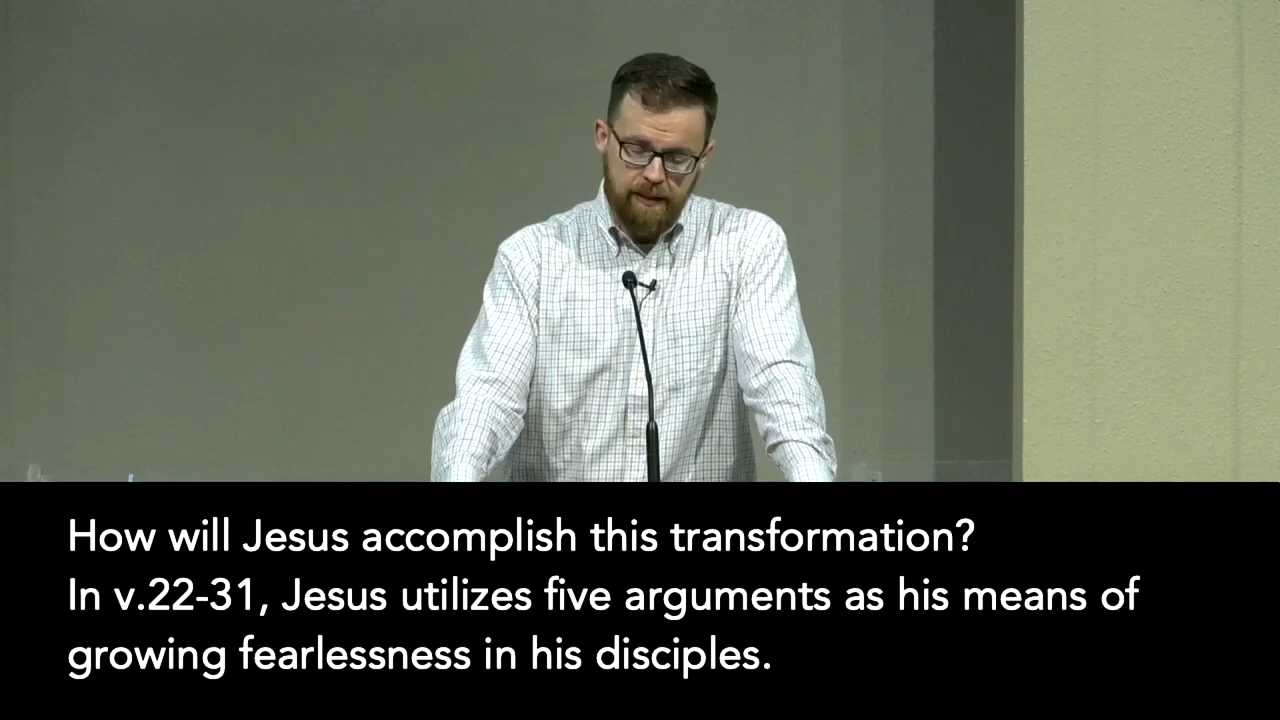 How will Jesus accomplish this transformation?
In v.22-31, Jesus utilizes five arguments as his means of
growing fearlessness in his disciples.